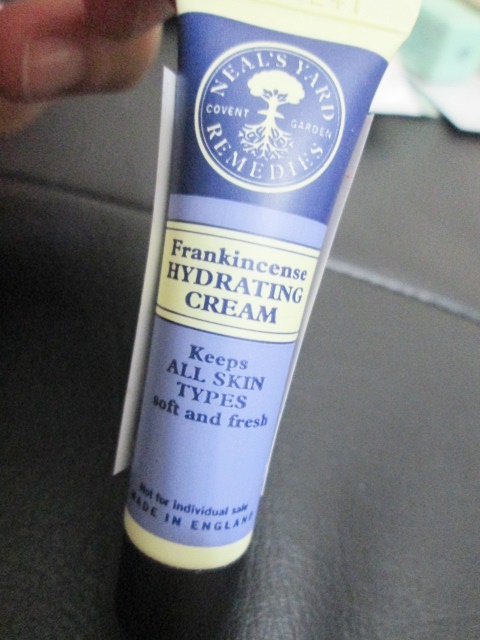 NEAL'S YARD
COVENT GARDEN
REMEDIES
Frankincense
HYDRATING
CREAM
Keeps
ALL SKIN
TYPES
soft and fresh
Not for individual sale
MADE IN ENGLAND